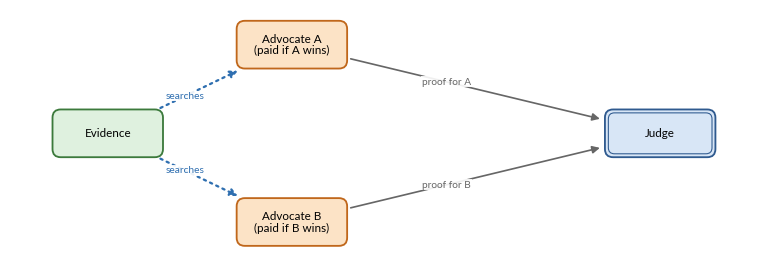 Advocate A
(paid if A wins)
proof for A
searches
Evidence
Judge
searches
proof for B
Advocate B
(paid if B wins)